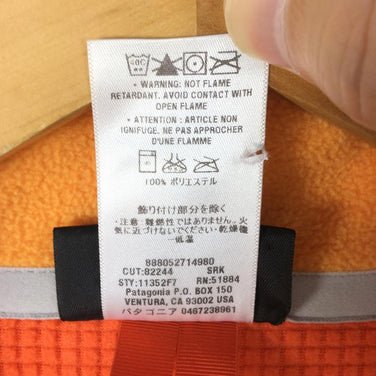 • WARNING: NOT FLAME
RETARDANT. AVOID CONTACT WITH
OPEN FLAME
• ATTENTION : ARTICLE NON
IGNIFUGE. NE PAS APPROCHER
D'UNE FLAMME
100% ポリエステル
飾り付け部分を除く
・注意 難燃性ではありません。火
気に近づけないでください・乾燥機
ー低温
888052714980
CUT:82244 SRK
STY:11352F7 RN:51884
Patagonia P.O. BOX 150
VENTURA, CA 93002 USA
パタゴニア 0467238961